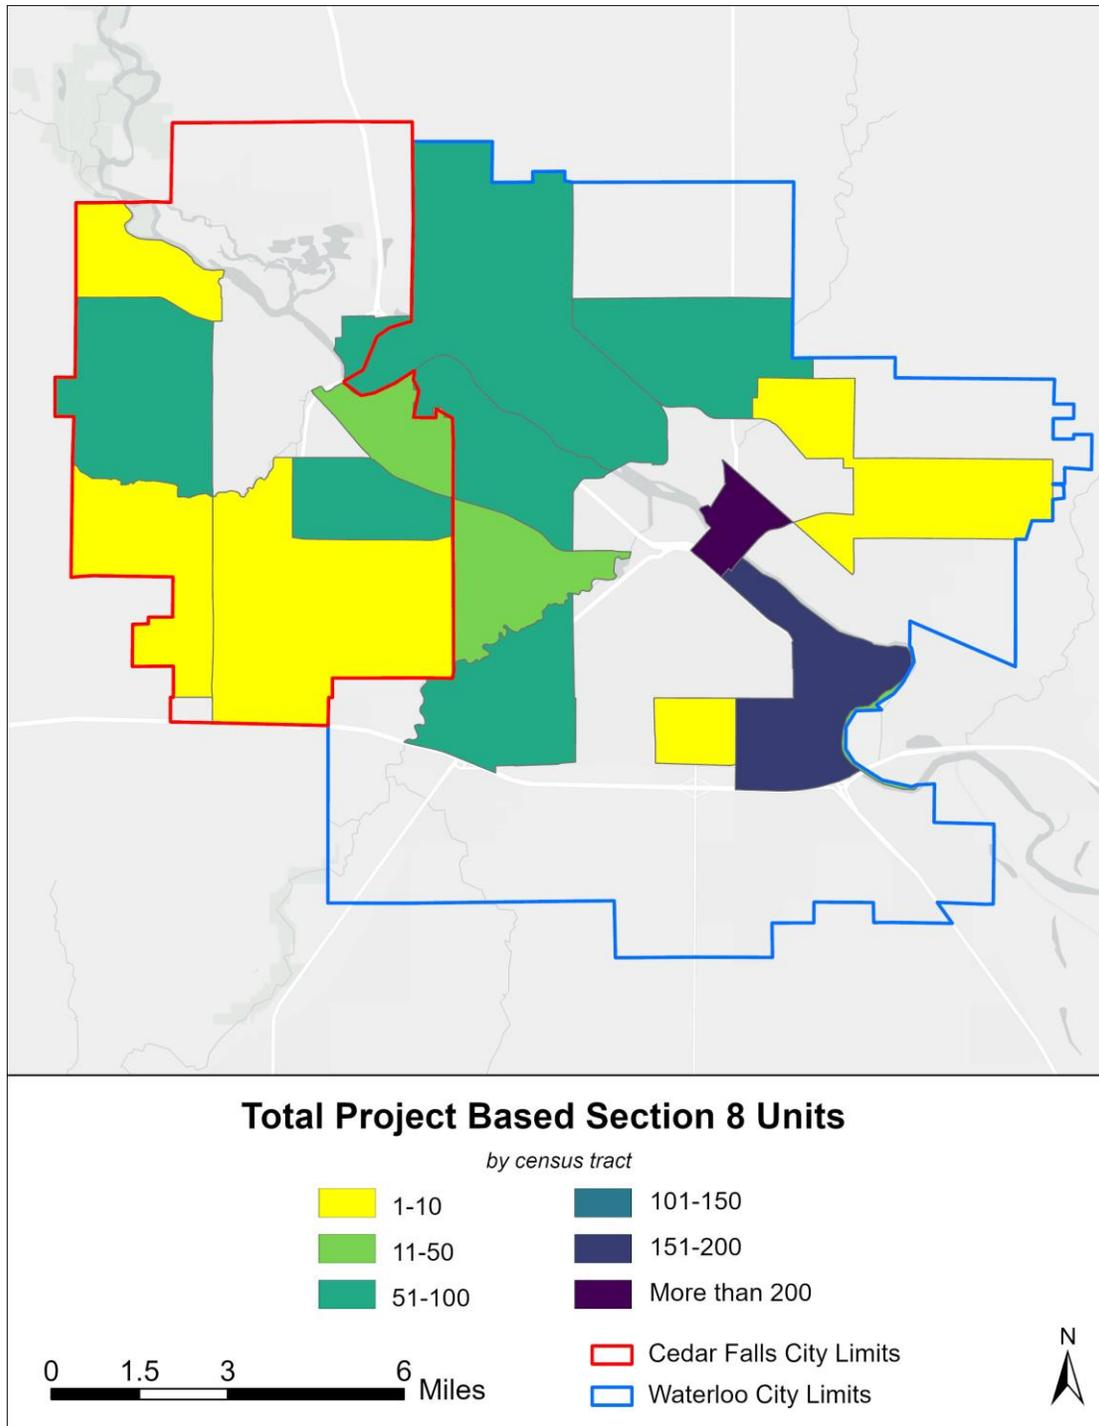 Total Project Based Section 8 Units
by census tract
1-10
11-50
51-100
101-150
151-200
More than 200
Cedar Falls City Limits
Waterloo City Limits
0 1.5 3 6 Miles
N